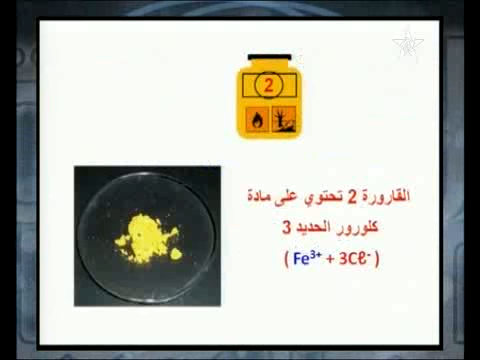 2
القارورة 2 تحتوي على مادة
كلورور الحديد 3
( Fe³⁺ + 3Cℓ⁻ )